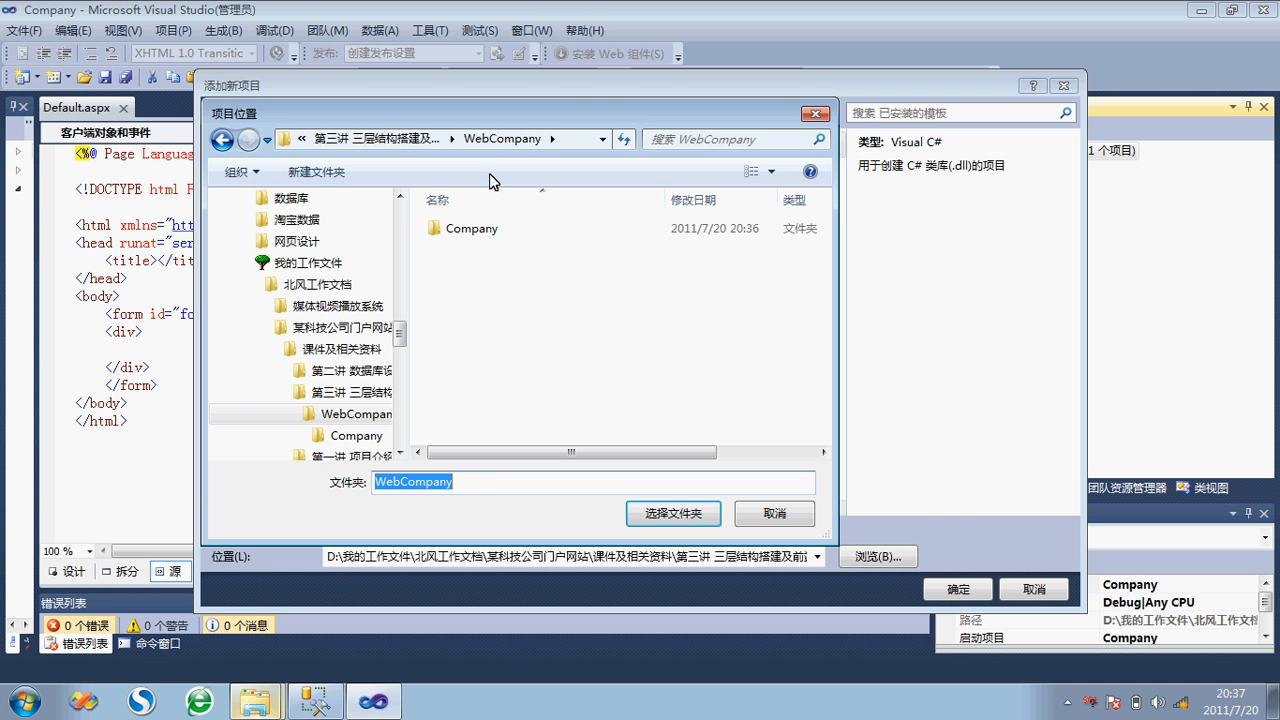 Company - Microsoft Visual Studio(管理员)
文件(F) 编辑(E) 视图(V) 项目(P) 生成(B) 调试(D) 团队(M) 数据(A) 工具(T) 测试(S) 窗口(W) 帮助(H)
XHTML 1.0 Transitic 发布: 创建发布设置 安装 Web 组件(S)
添加新项目
Default.aspx
项目位置
搜索 已安装的模板
客户端对象和事件
第三讲 三层结构搭建及... WebCompany
搜索 WebCompany
类型: Visual C#
用于创建 C# 类库(.dll)的项目
1 个项目)
<%@ Page Languag
<!DOCTYPE html F
<html xmlns="htt
<head runat="ser
<title></tit
</head>
<body>
<form id="fo
<div>
</div>
</form>
</body>
</html>
组织 新建文件夹
名称 修改日期 类型
Company 2011/7/20 20:36 文件夹
数据库
淘宝数据
网页设计
我的工作文件
北风工作文档
媒体视频播放系统
某科技公司门户网站
课件及相关资料
第二讲 数据库设
第三讲 三层结构
WebCompan
Company
第一讲 项目介绍
文件夹: WebCompany
选择文件夹 取消
位置(L): D:\我的工作文件\北风工作文档\某科技公司门户网站\课件及相关资料\第三讲 三层结构搭建及前
浏览(B)...
确定 取消
100 %
设计 拆分 源
团队资源管理器 类视图
Company
Debug|Any CPU
路径 D:\我的工作文件\北风工作文档
启动项目 Company
错误列表
0 个错误 0 个警告 0 个消息
错误列表 命令窗口
20:37
2011/7/20